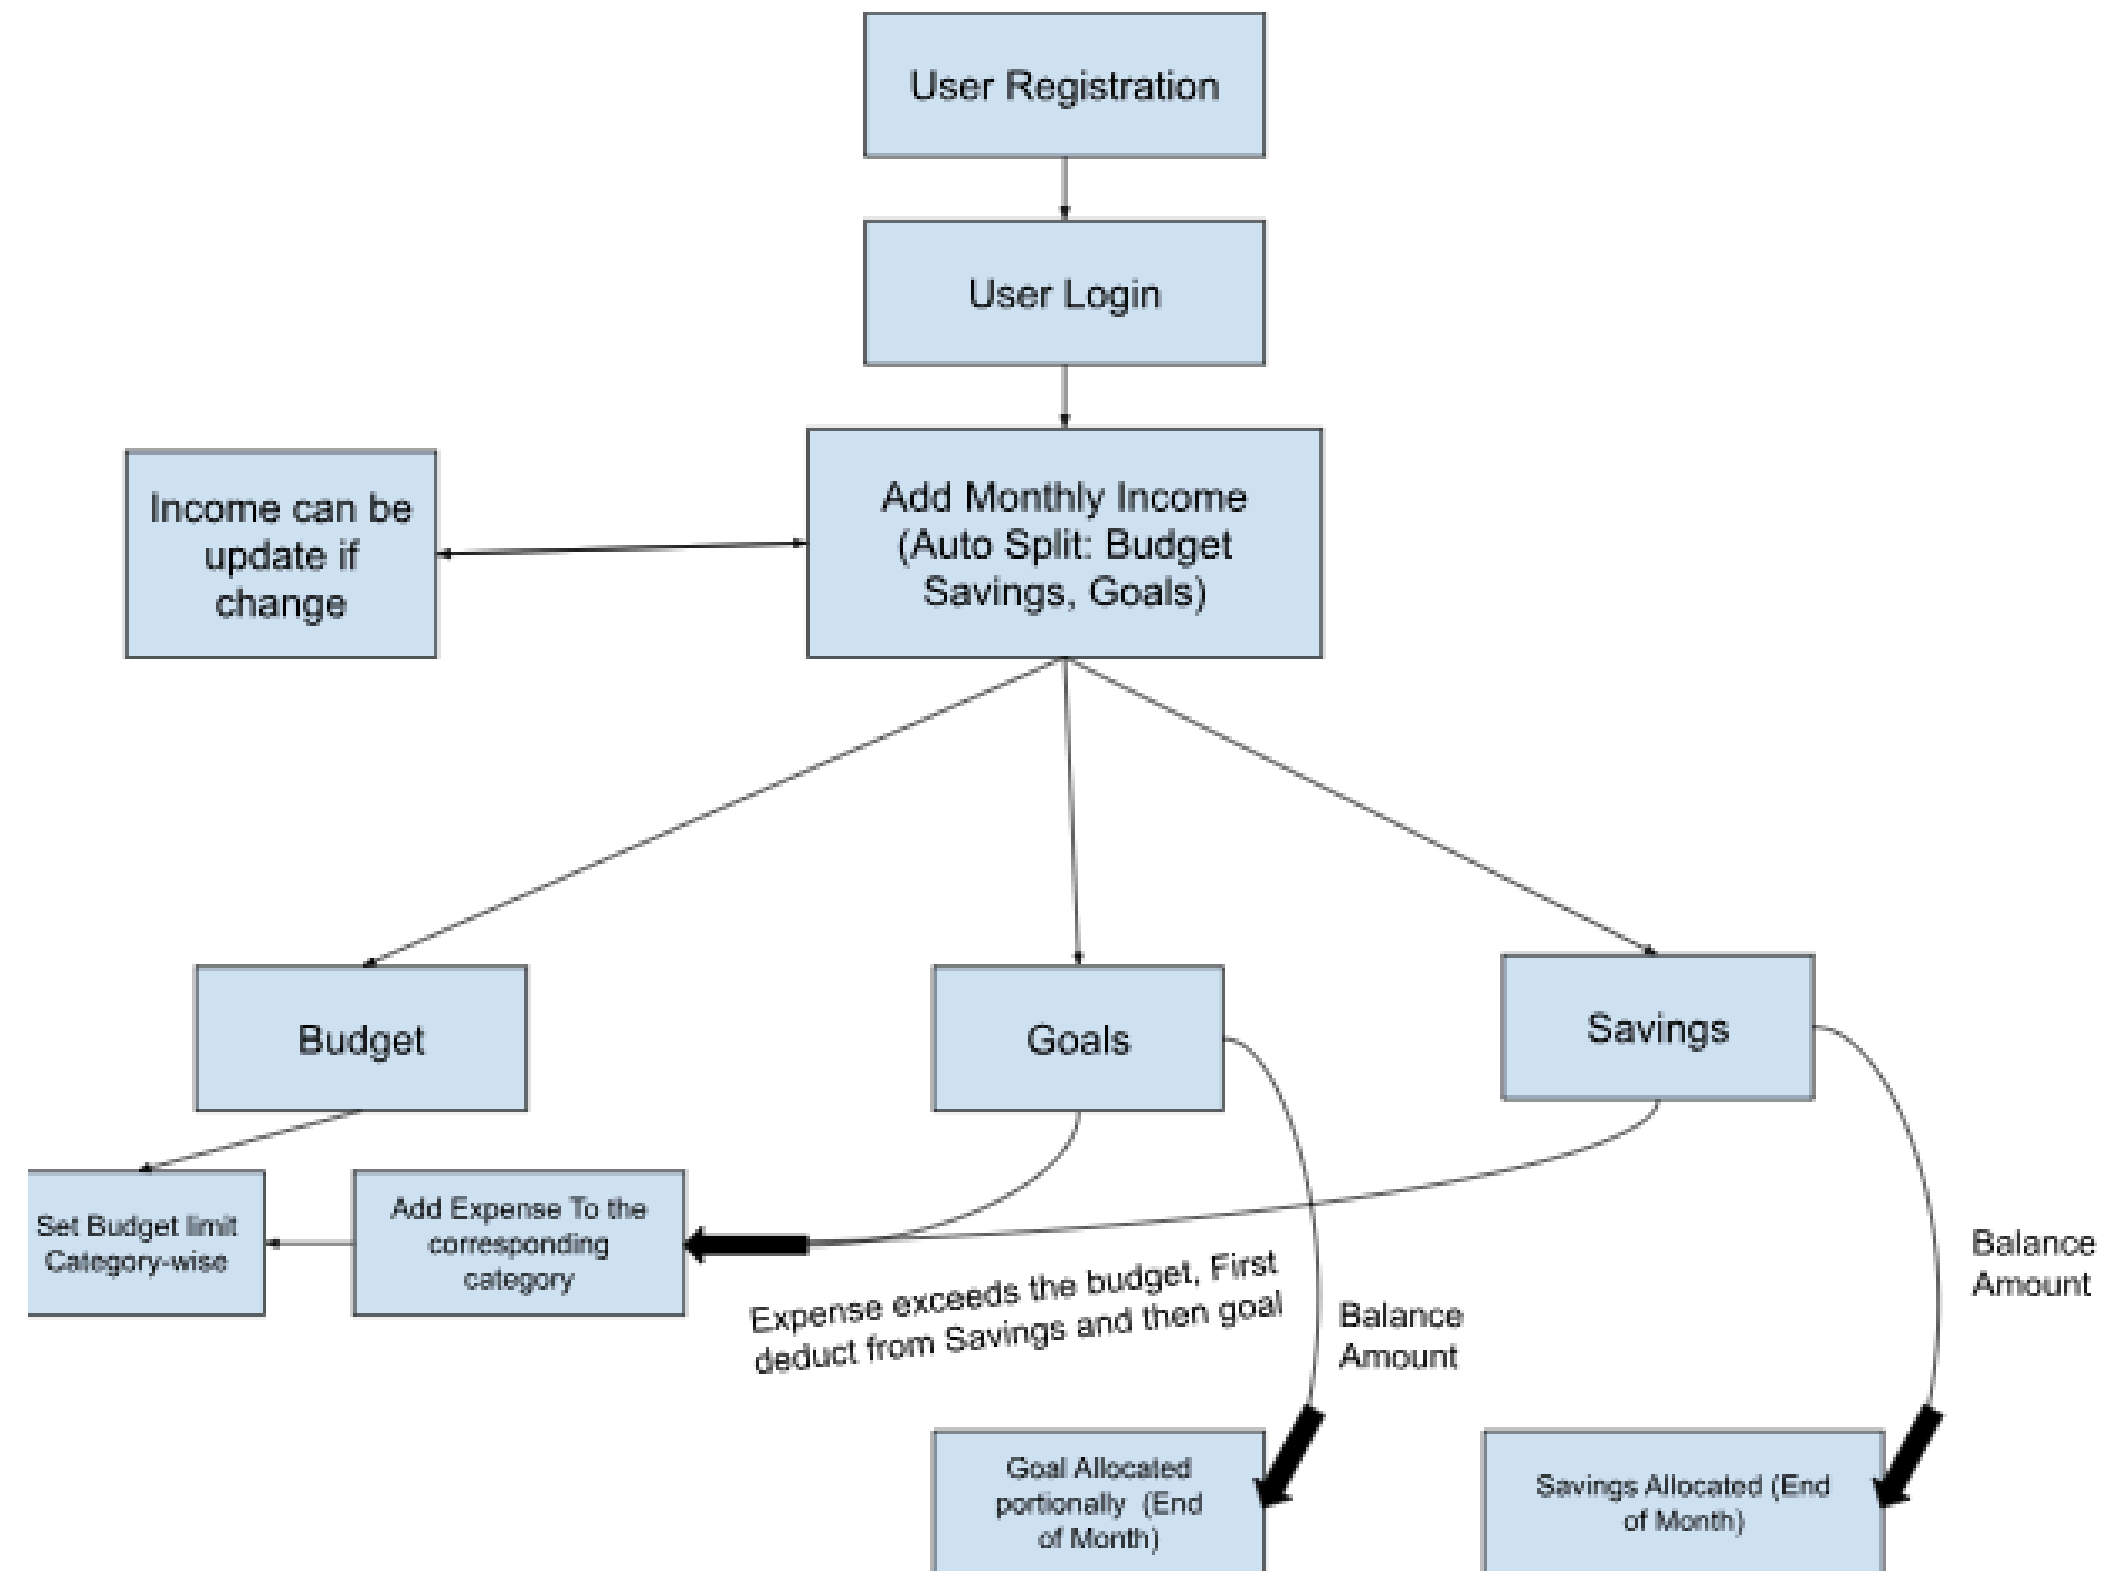 User Registration
User Login
Income can be
update if
change
Add Monthly Income
(Auto Split: Budget
Savings, Goals)
Budget
Goals
Savings
Set Budget limit
Category-wise
Add Expense To the
corresponding
category
Expense exceeds the budget, First
deduct from Savings and then goal
Balance
Amount
Balance
Amount
Goal Allocated
portionally (End
of Month)
Savings Allocated (End
of Month)